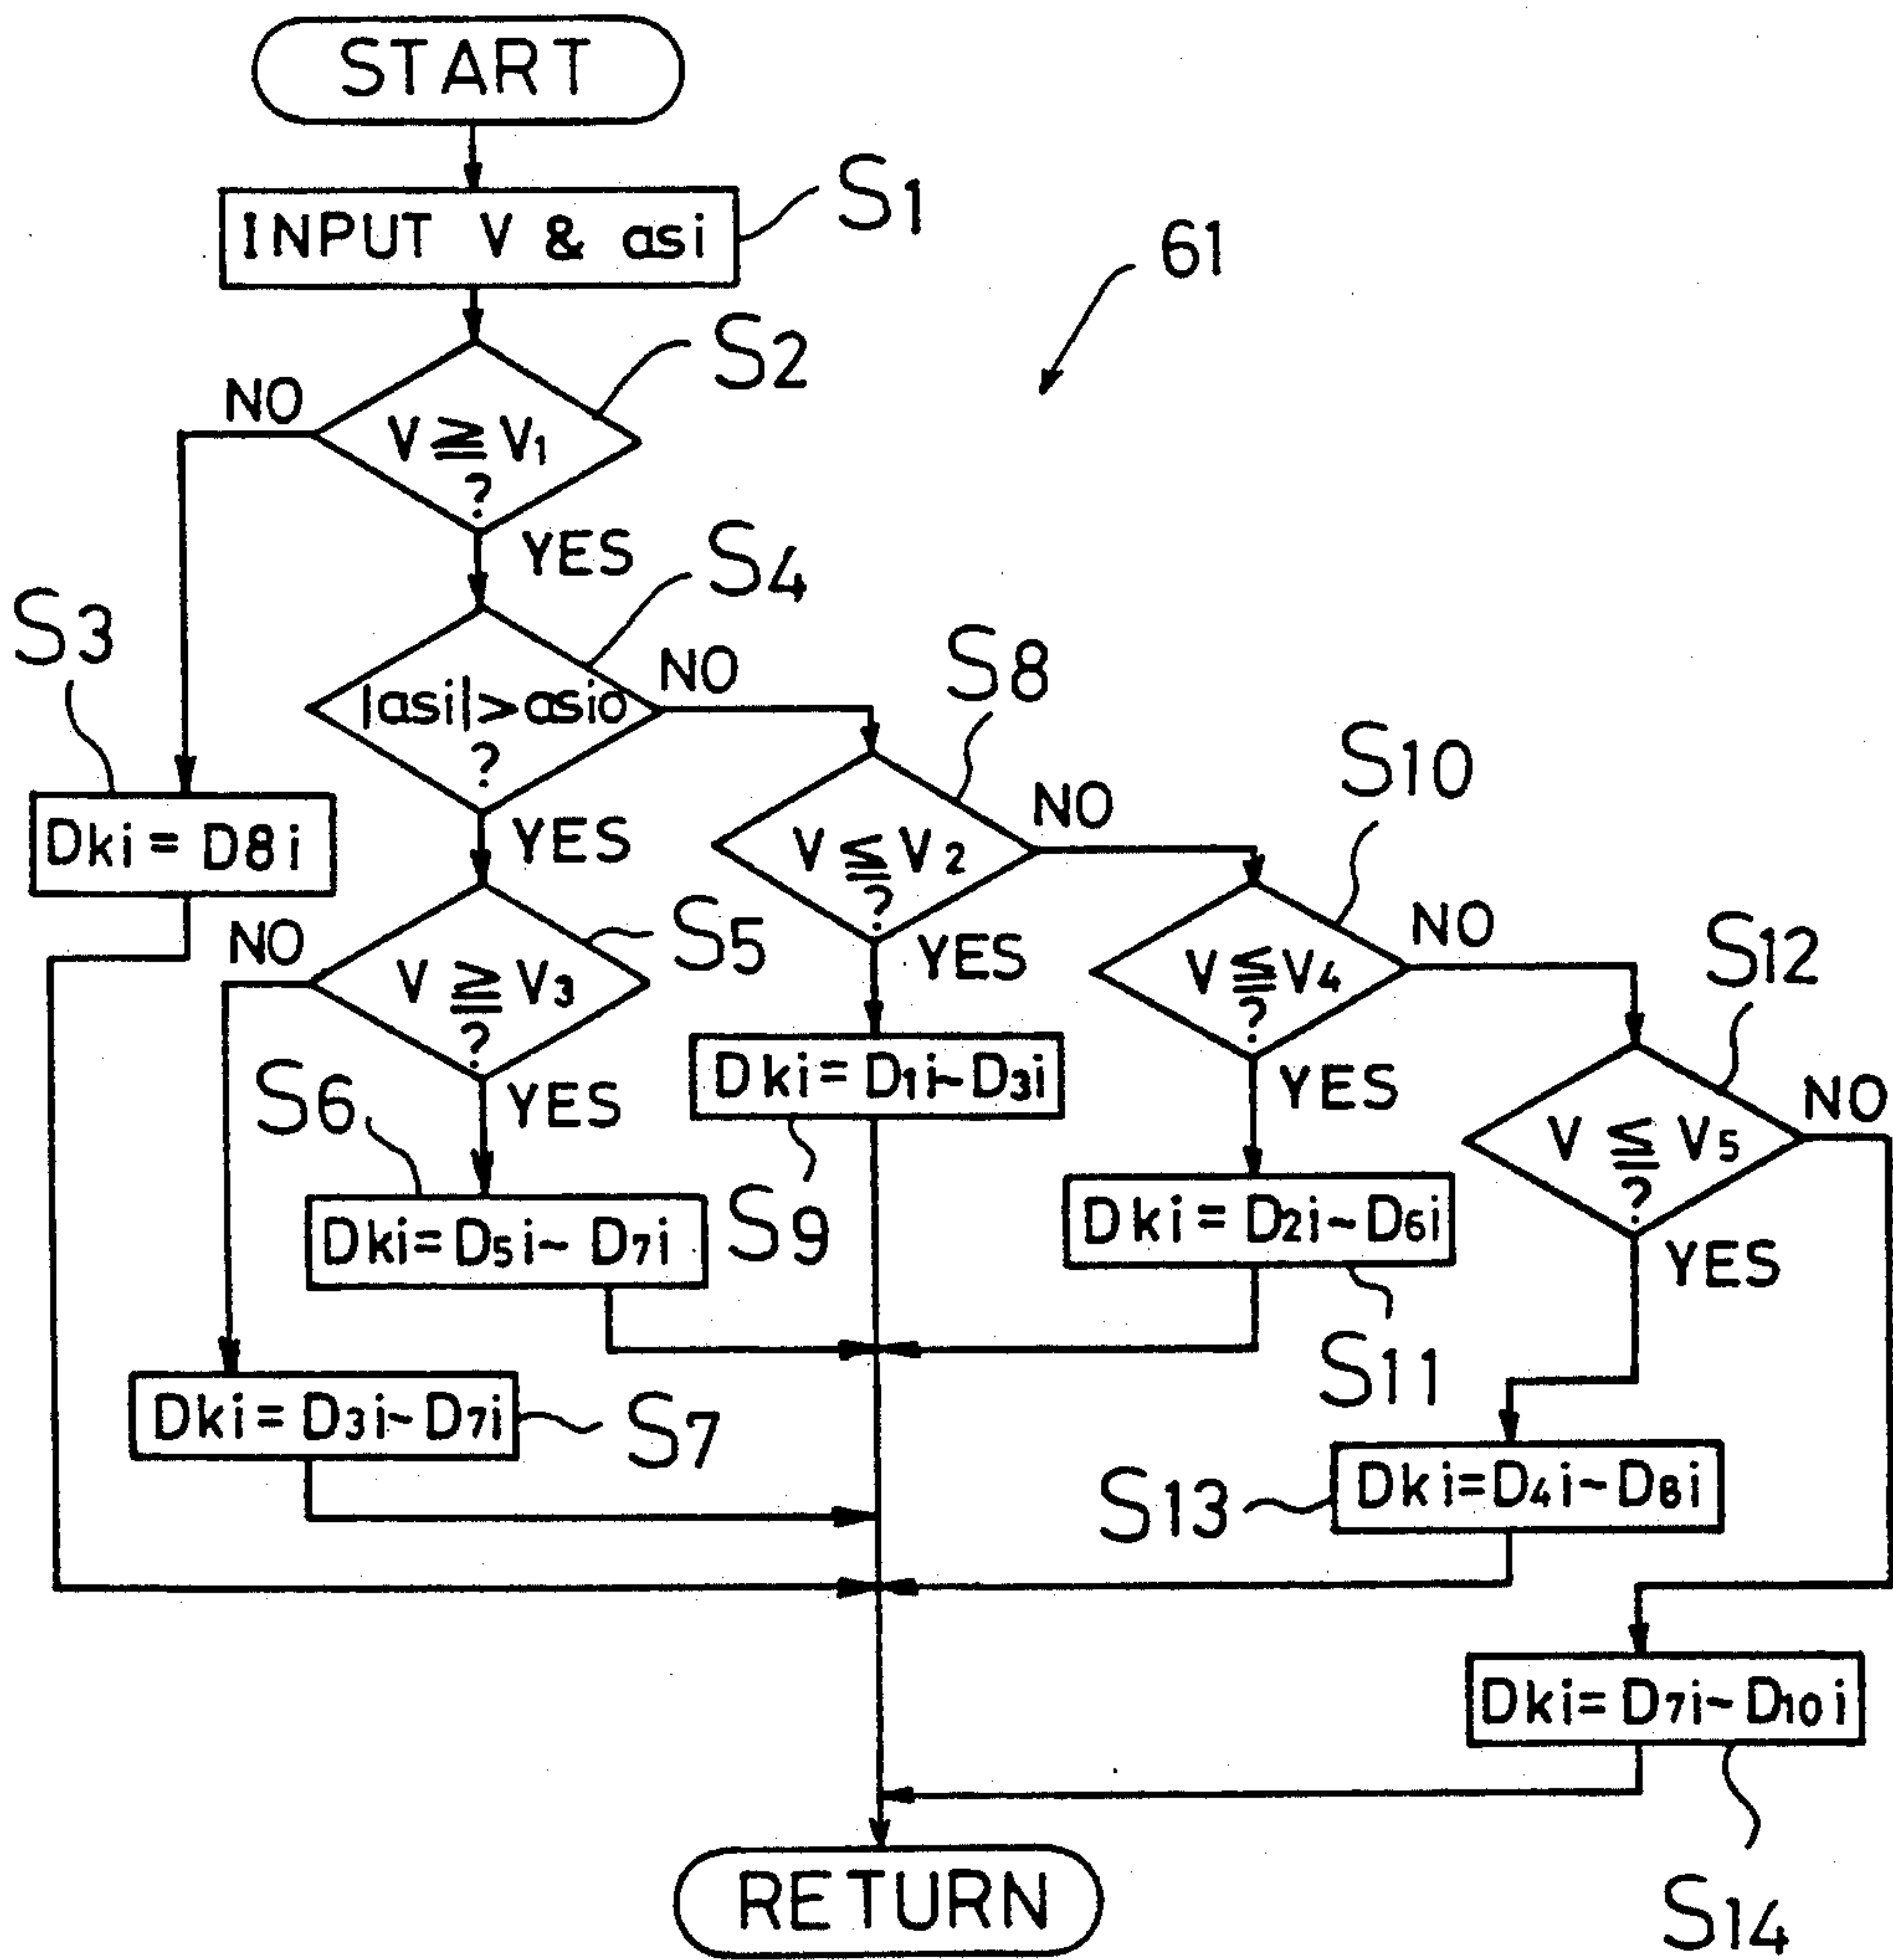 START
INPUT V & asi
S1
61
S2
NO
V ≧ V1
?
YES
S4
S3
|asi|>asio
?
NO
S8
S10
Dki = D8i
YES
V ≦ V2
?
NO
NO
V ≧ V3
?
S5
YES
V ≦ V4
?
NO
S12
S6
YES
Dki = D1i~D3i
YES
V ≦ V5
?
NO
Dki = D5i~ D7i
S9
Dki = D2i~D6i
YES
S11
Dki = D3i~D7i
S7
S13
Dki=D4i~D8i
Dki= D7i~D10i
RETURN
S14